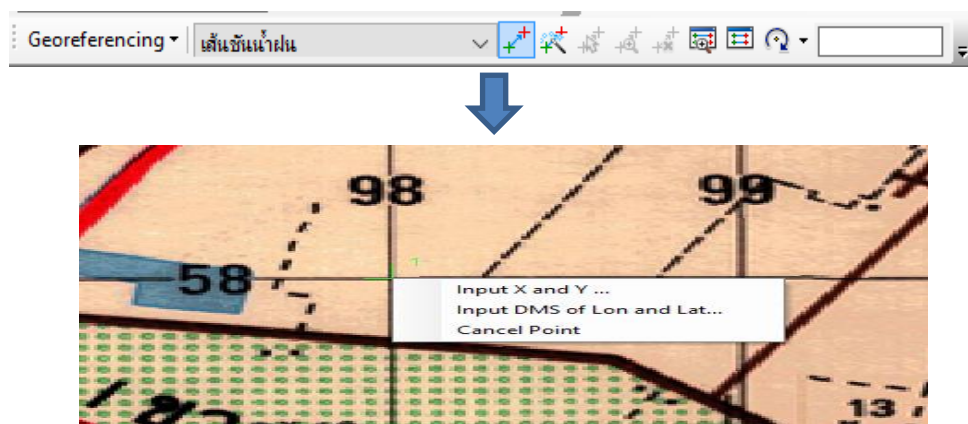 Georeferencing เส้นชันน้ำฝน
98 99
1
58
Input X and Y ...
Input DMS of Lon and Lat...
Cancel Point
13